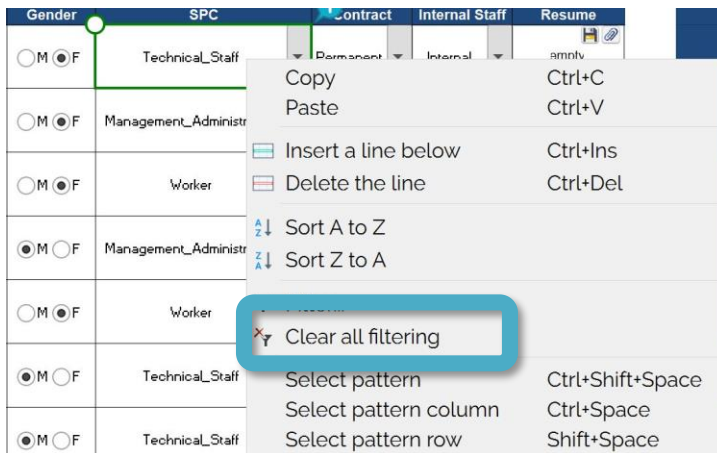 Gender SPC Contract Internal Staff Resume
M F Technical_Staff Permanent Internal empty
Copy Ctrl+C
Paste Ctrl+V
M F Management_Administr
Insert a line below Ctrl+Ins
M F Worker Delete the line Ctrl+Del
Sort A to Z
M F Management_Administr
Sort Z to A
M F Worker
Clear all filtering
M F Technical_Staff Select pattern Ctrl+Shift+Space
Select pattern column Ctrl+Space
M F Technical_Staff Select pattern row Shift+Space